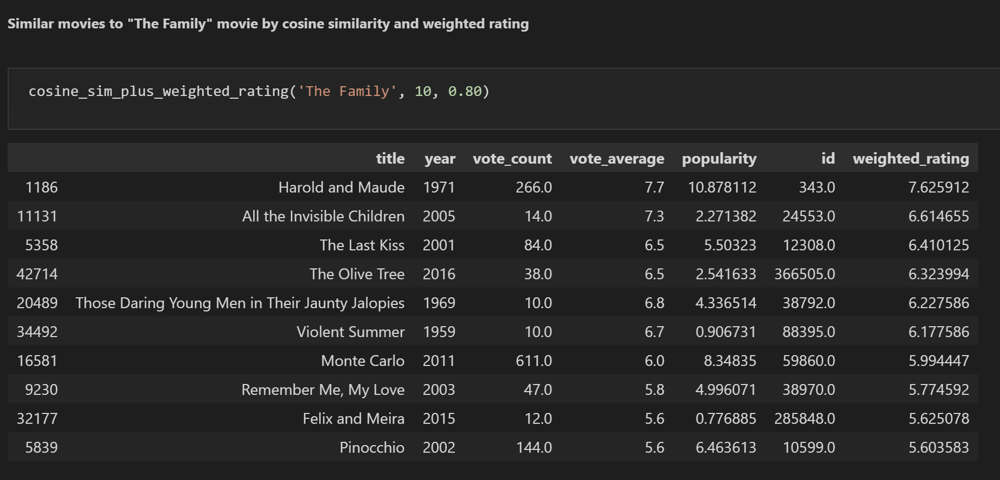 Similar movies to "The Family" movie by cosine similarity and weighted rating
cosine_sim_plus_weighted_rating('The Family', 10, 0.80)
title year vote_count vote_average popularity id weighted_rating
1186 Harold and Maude 1971 266.0 7.7 10.878112 343.0 7.625912
11131 All the Invisible Children 2005 14.0 7.3 2.271382 24553.0 6.614655
5358 The Last Kiss 2001 84.0 6.5 5.50323 12308.0 6.410125
42714 The Olive Tree 2016 38.0 6.5 2.541633 366505.0 6.323994
20489 Those Daring Young Men in Their Jaunty Jalopies 1969 10.0 6.8 4.336514 38792.0 6.227586
34492 Violent Summer 1959 10.0 6.7 0.906731 88395.0 6.177586
16581 Monte Carlo 2011 611.0 6.0 8.34835 59860.0 5.994447
9230 Remember Me, My Love 2003 47.0 5.8 4.996071 38970.0 5.774592
32177 Felix and Meira 2015 12.0 5.6 0.776885 285848.0 5.625078
5839 Pinocchio 2002 144.0 5.6 6.463613 10599.0 5.603583